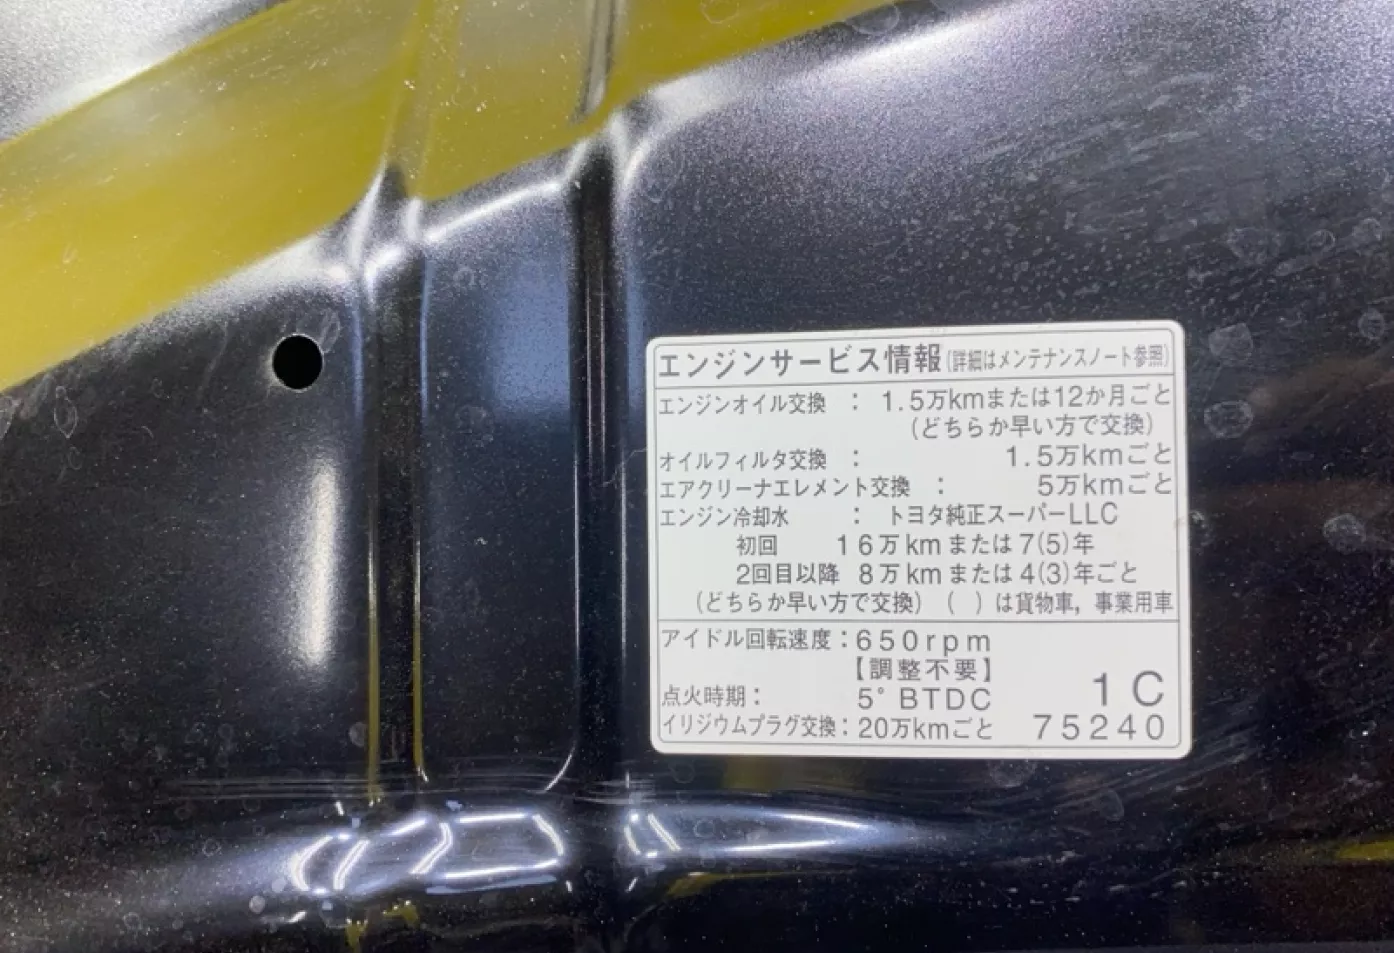 エンジンサービス情報(詳細はメンテナンスノート参照)
エンジンオイル交換 : 1.5万kmまたは12か月ごと
(どちらか早い方で交換)
オイルフィルタ交換 : 1.5万kmごと
エアクリーナエレメント交換 : 5万kmごと
エンジン冷却水 : トヨタ純正スーパーLLC
初回 16万kmまたは7(5)年
2回目以降 8万kmまたは4(3)年ごと
(どちらか早い方で交換) ( )は貨物車,事業用車
アイドル回転速度:650rpm
【調整不要】
点火時期: 5°BTDC 1C
イリジウムプラグ交換:20万kmごと 75240